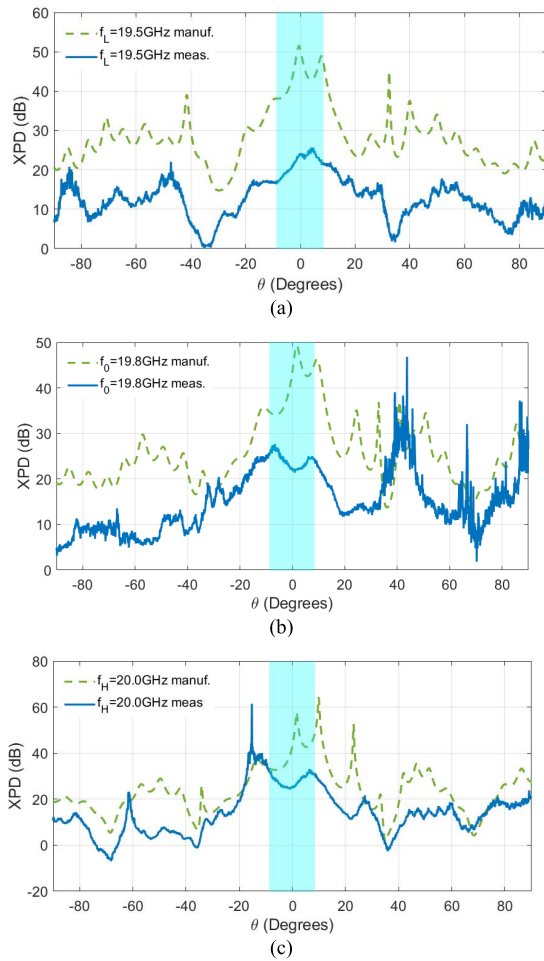 60
50
40
30
20
10
0
XPD (dB)
f_L=19.5GHz manuf.
f_L=19.5GHz meas.
-80 -60 -40 -20 0 20 40 60 80
θ (Degrees)
(a)
50
40
30
20
10
0
XPD (dB)
f_0=19.8GHz manuf.
f_0=19.8GHz meas.
-80 -60 -40 -20 0 20 40 60 80
θ (Degrees)
(b)
80
60
40
20
0
-20
XPD (dB)
f_H=20.0GHz manuf.
f_H=20.0GHz meas
-80 -60 -40 -20 0 20 40 60 80
θ (Degrees)
(c)